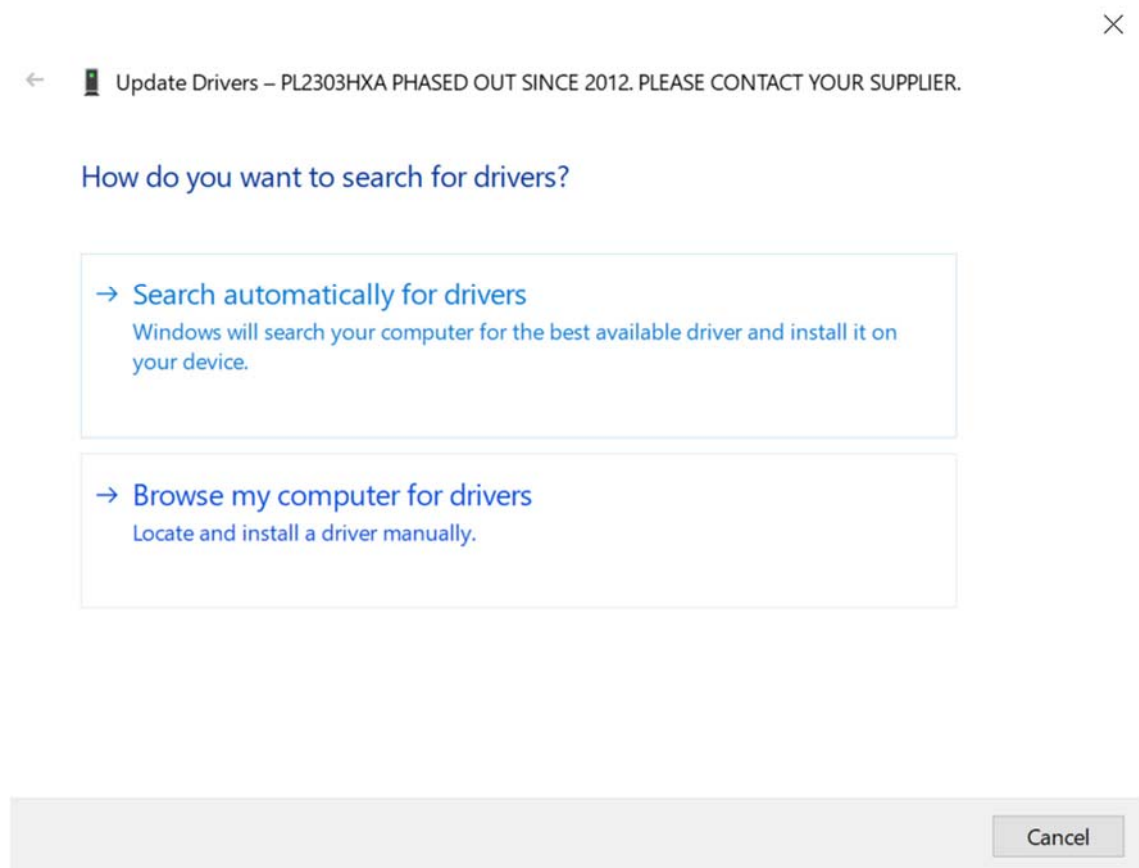 Update Drivers – PL2303HXA PHASED OUT SINCE 2012. PLEASE CONTACT YOUR SUPPLIER.
How do you want to search for drivers?
→ Search automatically for drivers
Windows will search your computer for the best available driver and install it on
your device.
→ Browse my computer for drivers
Locate and install a driver manually.
Cancel